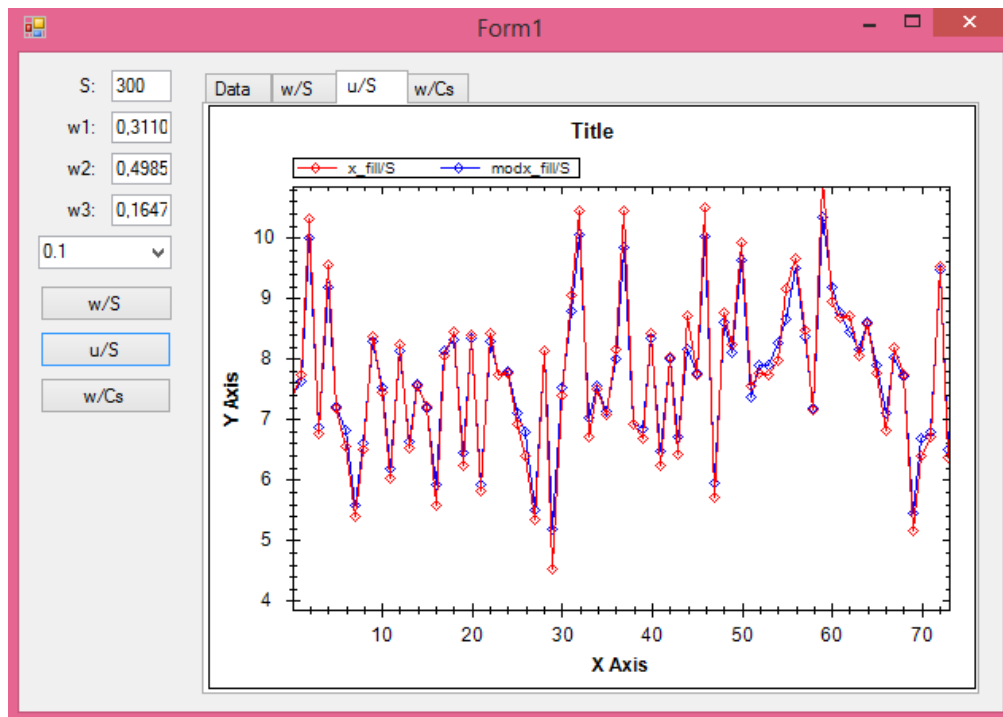 Form1
S: 300
w1: 0,3110
w2: 0,4985
w3: 0,1647
0.1
w/S
u/S
w/Cs
Data w/S u/S w/Cs
Title
x_fill/S modx_fill/S
Y Axis
10
9
8
7
6
5
4
10 20 30 40 50 60 70
X Axis